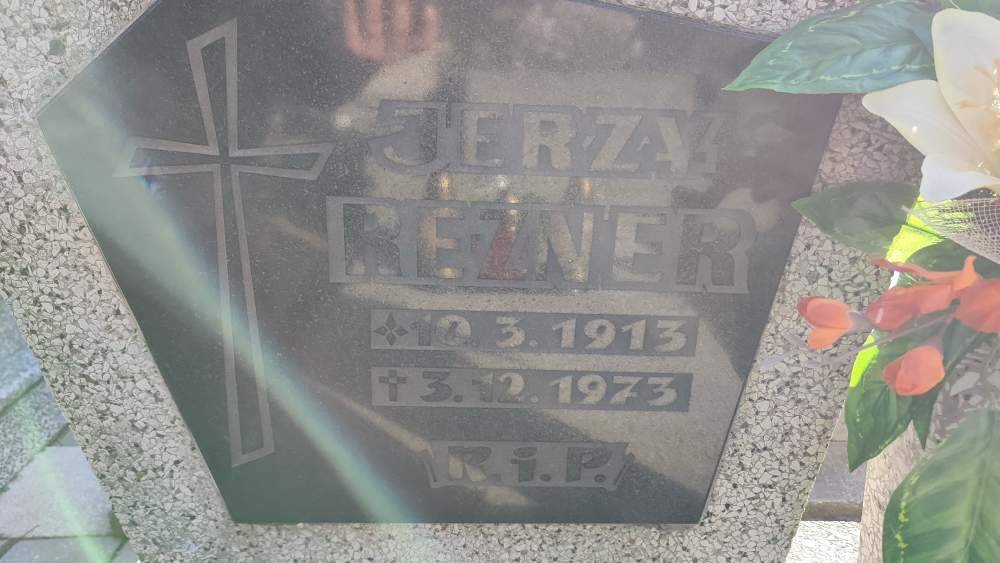 JERZY
REZNER
10.3.1913
3.12.1973
R.i.P.